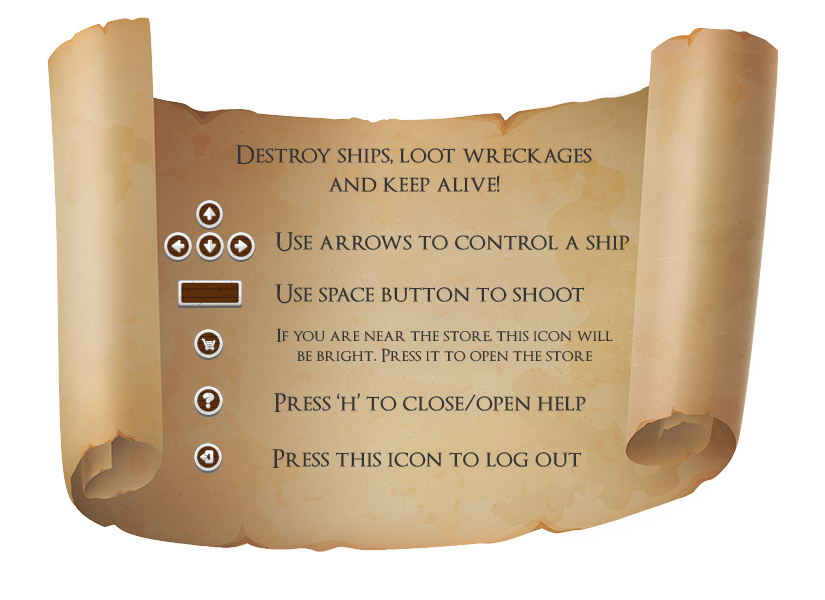 Destroy ships, loot wreckages
and keep alive!
Use arrows to control a ship
Use space button to shoot
If you are near the store, this icon will
be bright. Press it to open the store
?
Press ‘H’ to close/open help
Press this icon to log out